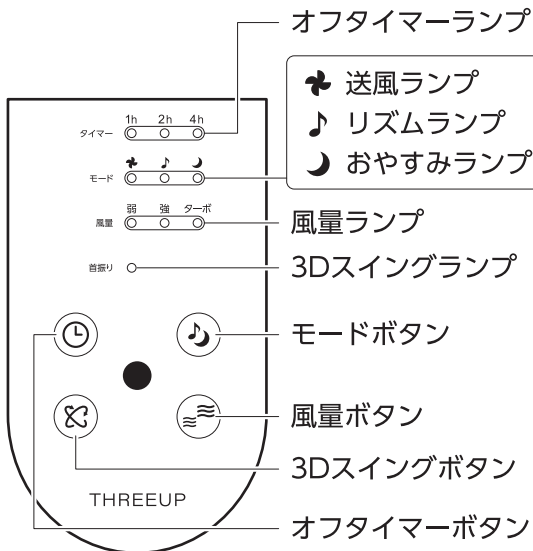 オフタイマーランプ
送風ランプ
リズムランプ
おやすみランプ
1h 2h 4h
タイマー
モード
弱 強 ターボ
風量
風量ランプ
首振り
3Dスイングランプ
モードボタン
風量ボタン
3Dスイングボタン
THREEUP
オフタイマーボタン